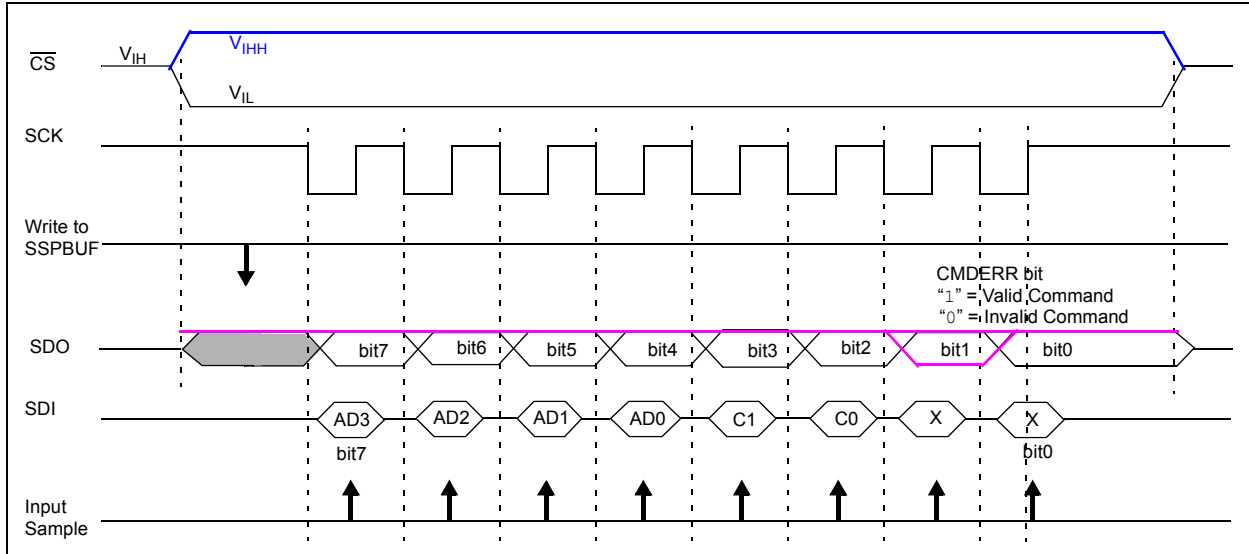 CS
VIH
VIHH
VIL
SCK
Write to
SSPBUF
CMDERR bit
“1” = Valid Command
“0” = Invalid Command
SDO
bit7 bit6 bit5 bit4 bit3 bit2 bit1 bit0
SDI
AD3 AD2 AD1 AD0 C1 C0 X X
bit7 bit0
Input
Sample